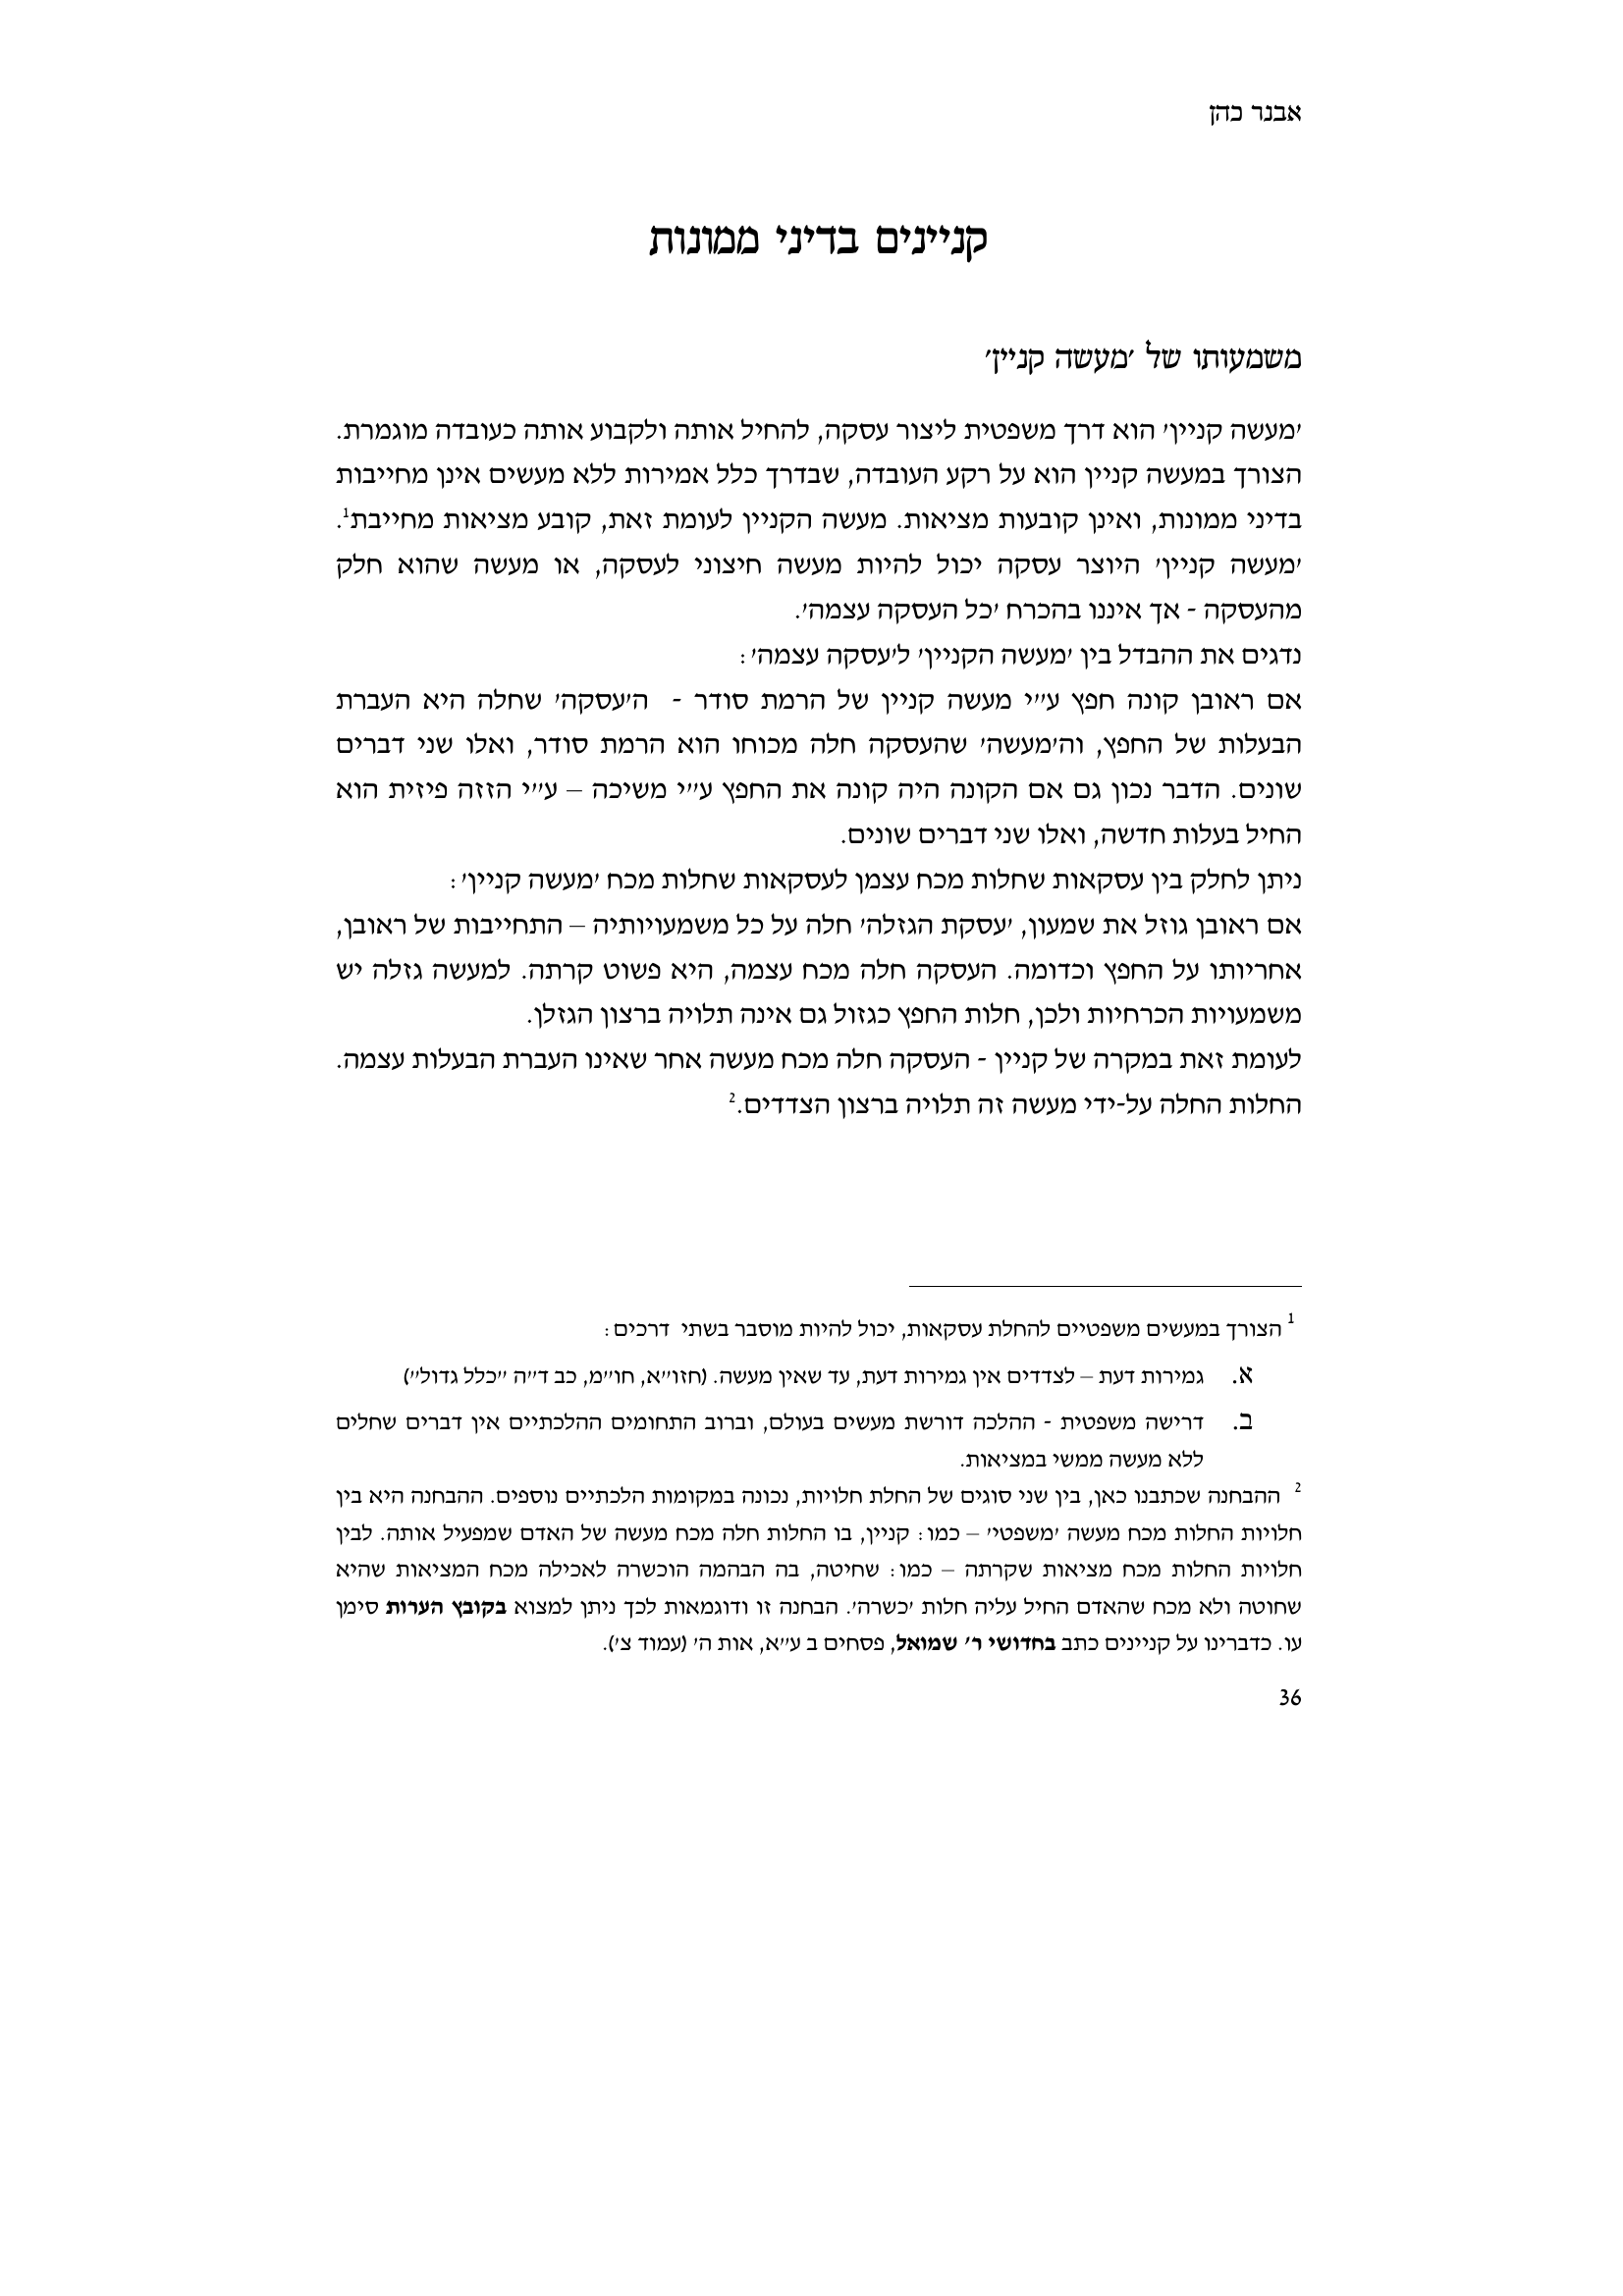 אבנר כהן
קניינים בדיני ממונות
משמעותו של 'מעשה קניין'
'מעשה קניין' הוא דרך משפטית ליצור עסקה, להחיל אותה ולקבוע אותה כעובדה מוגמרת.
הצורך במעשה קניין הוא על רקע העובדה, שבדרך כלל אמירות ללא מעשים אינן מחייבות
בדיני ממונות, ואינן קובעות מציאות. מעשה הקניין לעומת זאת, קובע מציאות מחייבת1.
'מעשה קניין' היוצר עסקה יכול להיות מעשה חיצוני לעסקה, או מעשה שהוא חלק
מהעסקה - אך איננו בהכרח 'כל העסקה עצמה'.
נדגים את ההבדל בין 'מעשה הקניין' ל'עסקה עצמה':
אם ראובן קונה חפץ ע"י מעשה קניין של הרמת סודר - ה'עסקה' שחלה היא העברת
הבעלות של החפץ, וה'מעשה' שהעסקה חלה מכוחו הוא הרמת סודר, ואלו שני דברים
שונים. הדבר נכון גם אם הקונה היה קונה את החפץ ע"י משיכה – ע"י הזזה פיזית הוא
החיל בעלות חדשה, ואלו שני דברים שונים.
ניתן לחלק בין עסקאות שחלות מכח עצמן לעסקאות שחלות מכח 'מעשה קניין':
אם ראובן גוזל את שמעון, 'עסקת הגזלה' חלה על כל משמעויותיה – התחייבות של ראובן,
אחריותו על החפץ וכדומה. העסקה חלה מכח עצמה, היא פשוט קרתה. למעשה גזלה יש
משמעויות הכרחיות ולכן, חלות החפץ כגזול גם אינה תלויה ברצון הגזלן.
לעומת זאת במקרה של קניין - העסקה חלה מכח מעשה אחר שאינו העברת הבעלות עצמה.
החלות החלה על-ידי מעשה זה תלויה ברצון הצדדים.2
1 הצורך במעשים משפטיים להחלת עסקאות, יכול להיות מוסבר בשתי דרכים:
א. גמירות דעת – לצדדים אין גמירות דעת, עד שאין מעשה. (חזו"א, חו"מ, כב ד"ה "כלל גדול")
ב. דרישה משפטית - ההלכה דורשת מעשים בעולם, וברוב התחומים ההלכתיים אין דברים שחלים
ללא מעשה ממשי במציאות.
2 ההבחנה שכתבנו כאן, בין שני סוגים של החלת חלויות, נכונה במקומות הלכתיים נוספים. ההבחנה היא בין
חלויות החלות מכח מעשה 'משפטי' – כמו: קניין, בו החלות חלה מכח מעשה של האדם שמפעיל אותה. לבין
חלויות החלות מכח מציאות שקרתה – כמו: שחיטה, בה הבהמה הוכשרה לאכילה מכח המציאות שהיא
שחוטה ולא מכח שהאדם החיל עליה חלות 'כשרה'. הבחנה זו ודוגמאות לכך ניתן למצוא בקובץ הערות סימן
עו. כדברינו על קניינים כתב בחדושי ר' שמואל, פסחים ב ע"א, אות ה' (עמוד צ').
36